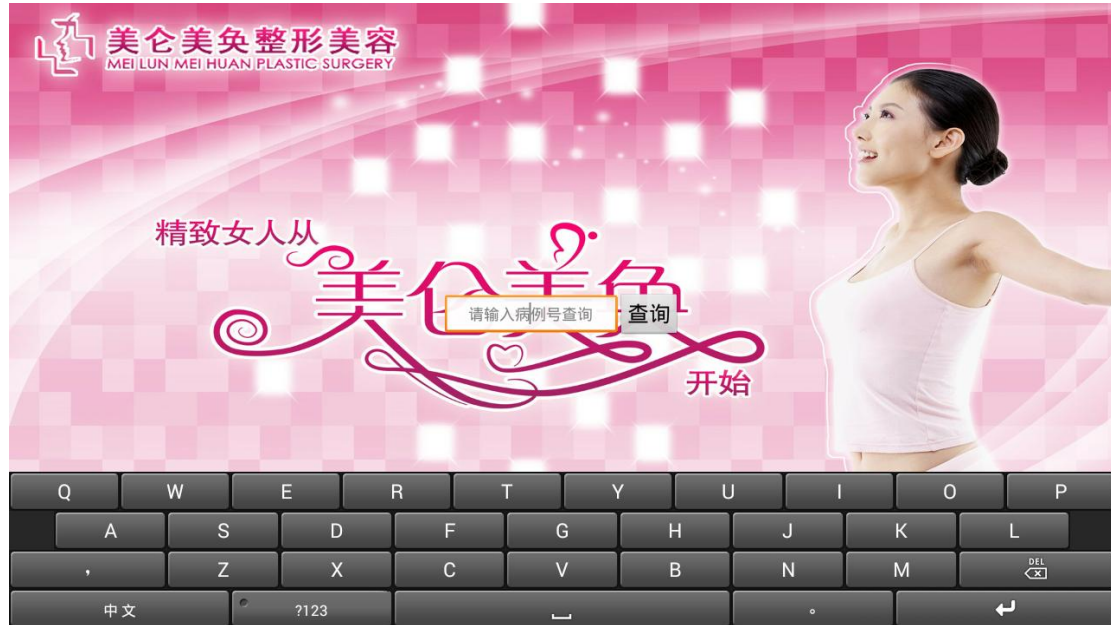 美仑美奂整形美容
MEI LUN MEI HUAN PLASTIC SURGERY
精致女人从
美仑美奂
请输入病例号查询
查询
开始
Q W E R T Y U I O P
A S D F G H J K L
, Z X C V B N M DEL
中文 ?123 。